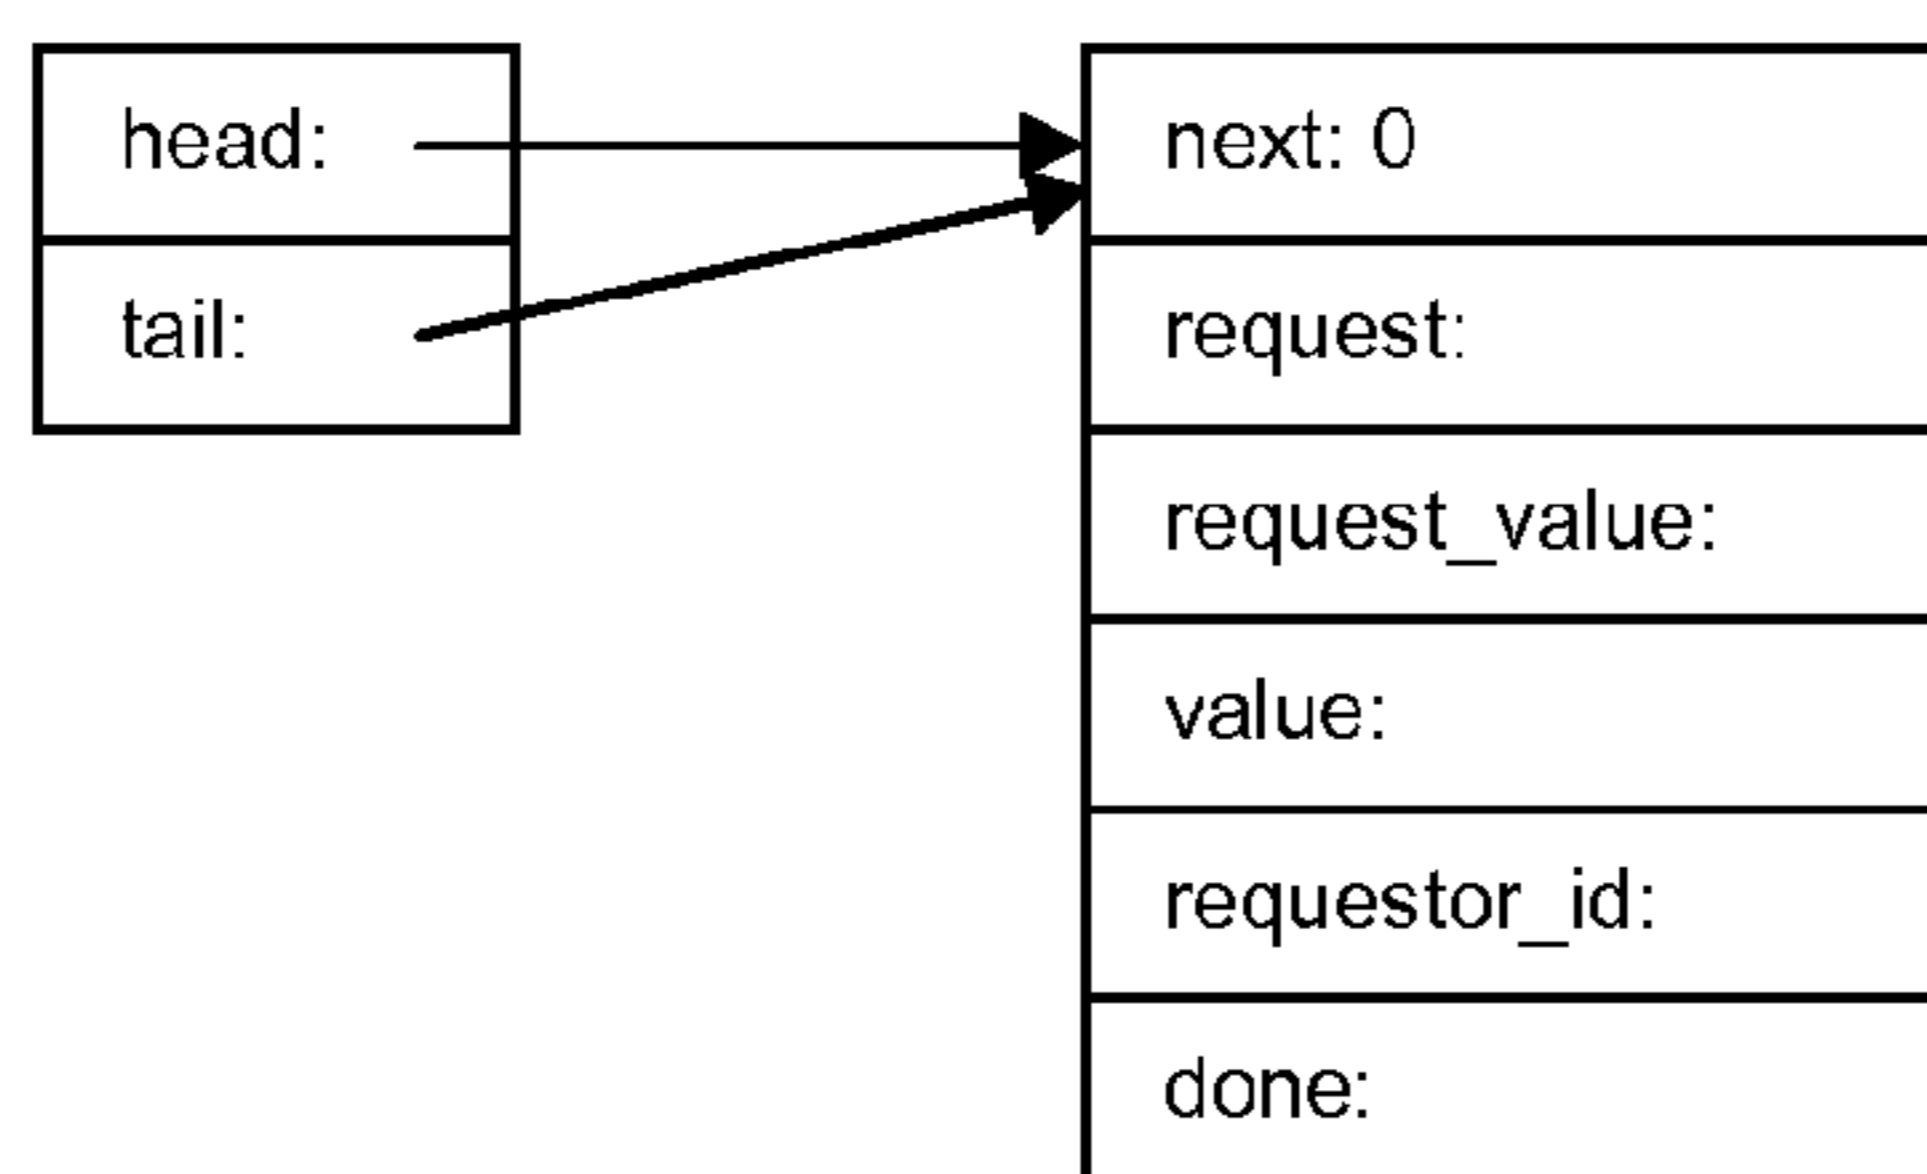 head:
tail:
next: 0
request:
request_value:
value:
requestor_id:
done: